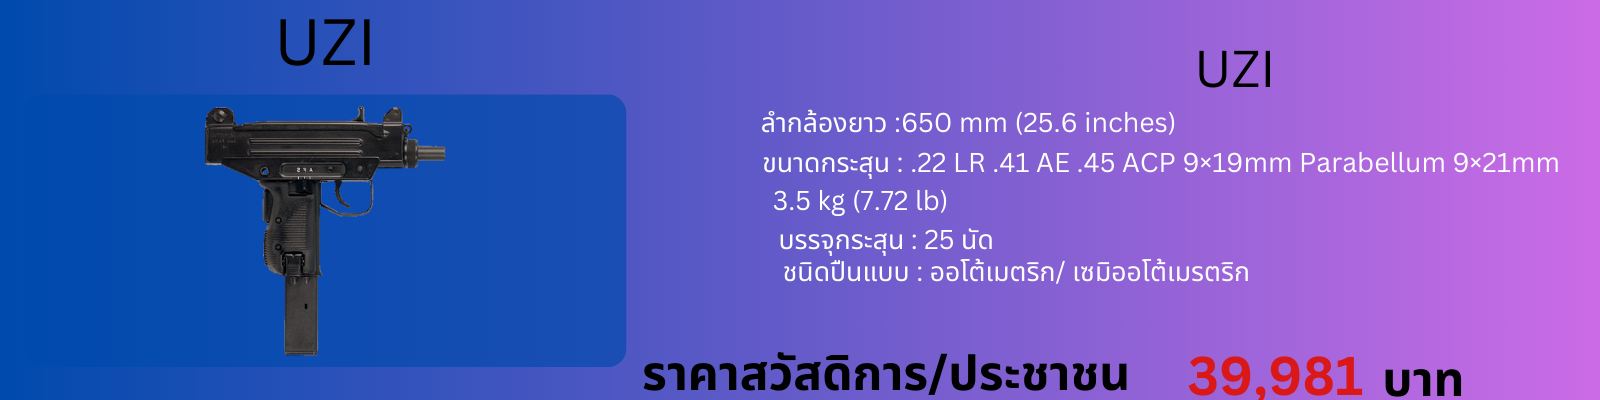 UZI
UZI
ลำกล้องยาว :650 mm (25.6 inches)
ขนาดกระสุน : .22 LR .41 AE .45 ACP 9×19mm Parabellum 9×21mm
3.5 kg (7.72 lb)
บรรจุกระสุน : 25 นัด
ชนิดปืนแบบ : ออโต้เมตริก/ เซมิออโต้เมรตริก
ราคาสวัสดิการ/ประชาชน 39,981 บาท